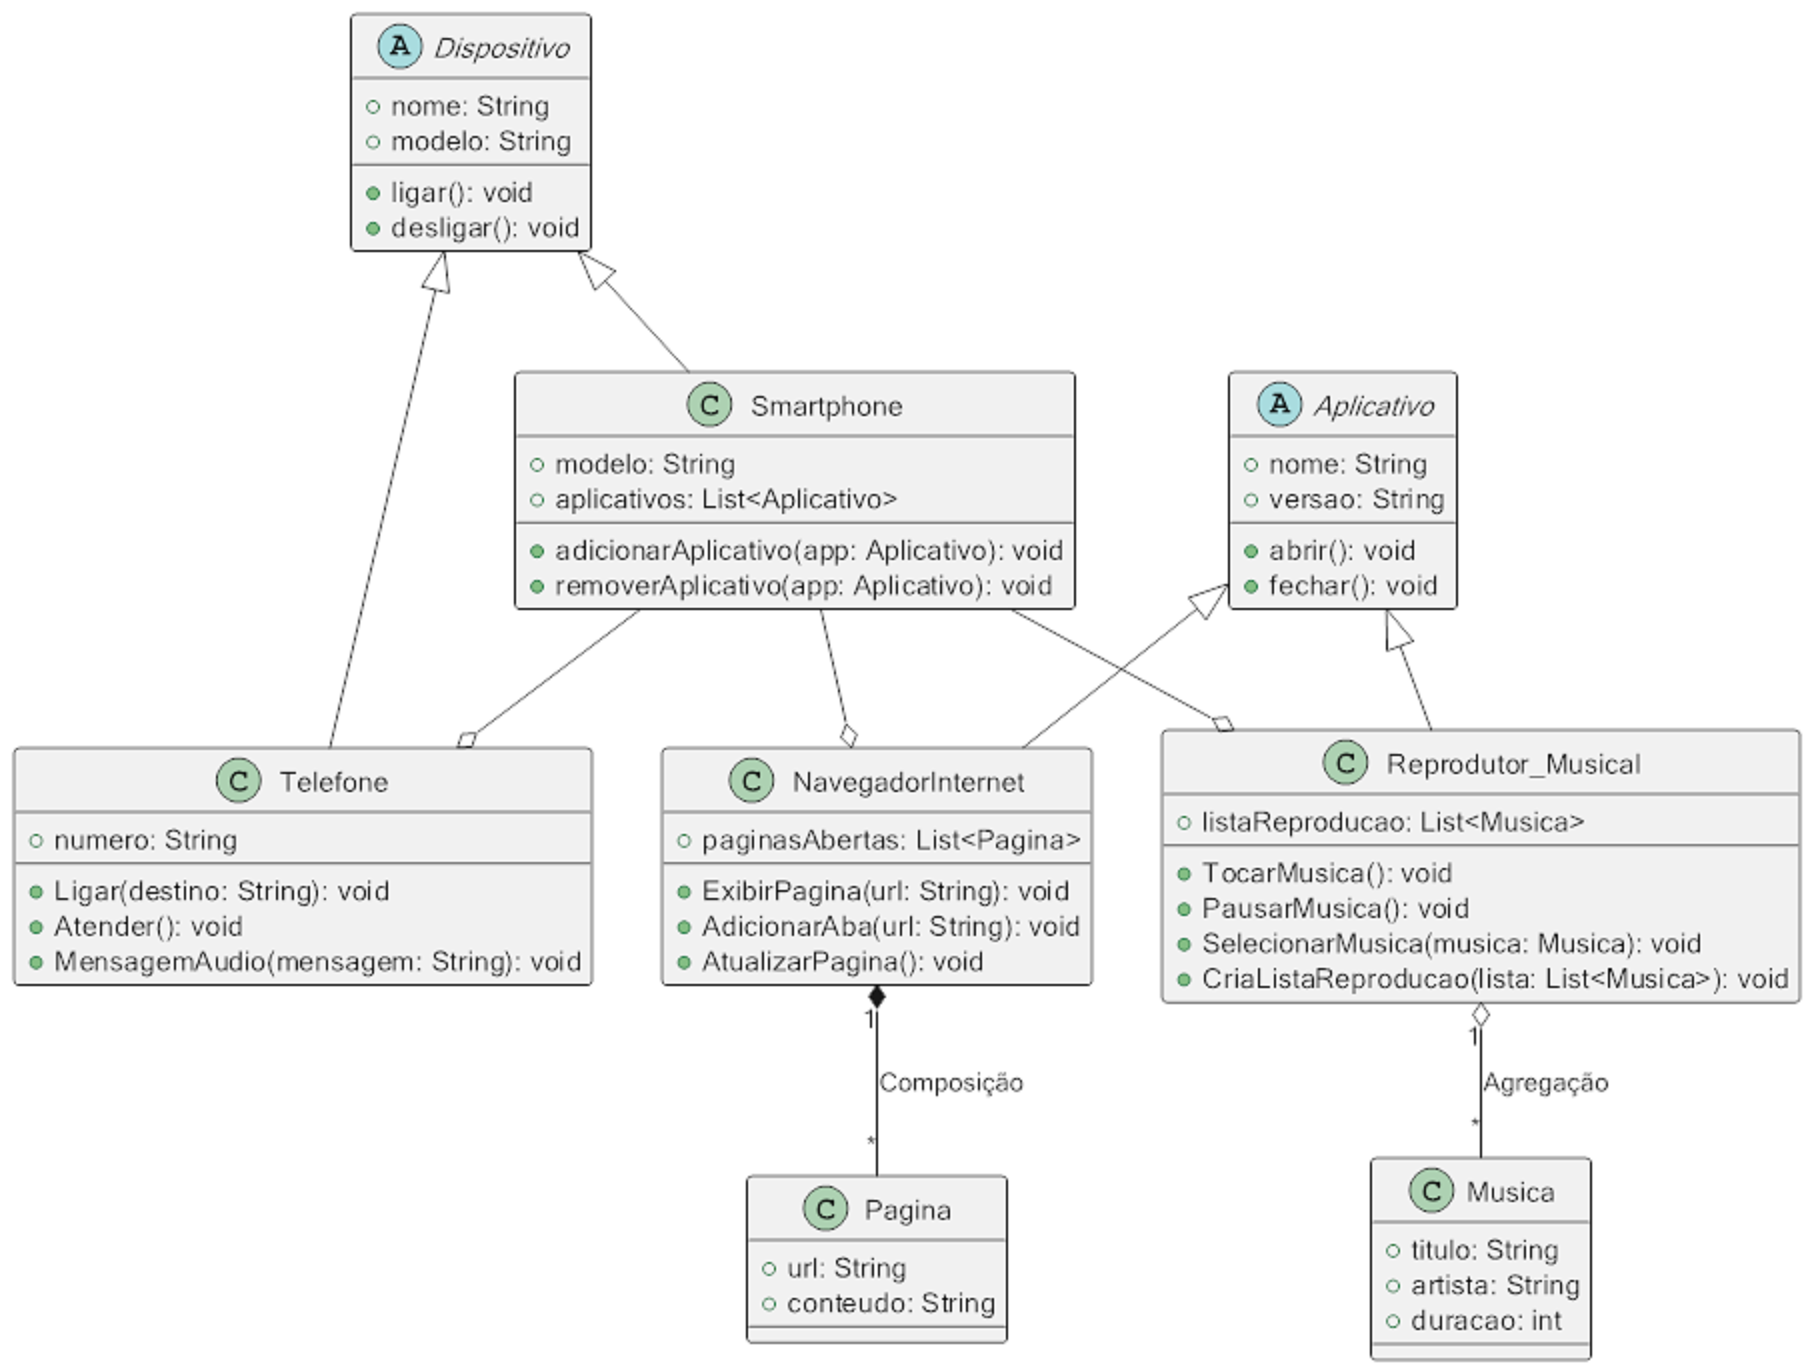 A Dispositivo
nome: String
modelo: String
ligar(): void
desligar(): void
C Smartphone
modelo: String
aplicativos: List<Aplicativo>
adicionarAplicativo(app: Aplicativo): void
removerAplicativo(app: Aplicativo): void
A Aplicativo
nome: String
versao: String
abrir(): void
fechar(): void
C Telefone
numero: String
Ligar(destino: String): void
Atender(): void
MensagemAudio(mensagem: String): void
C NavegadorInternet
paginasAbertas: List<Pagina>
ExibirPagina(url: String): void
AdicionarAba(url: String): void
AtualizarPagina(): void
C Reprodutor_Musical
listaReproducao: List<Musica>
TocarMusica(): void
PausarMusica(): void
SelecionarMusica(musica: Musica): void
CriaListaReproducao(lista: List<Musica>): void
1
Composição
*
1
Agregação
*
C Pagina
url: String
conteudo: String
C Musica
titulo: String
artista: String
duracao: int